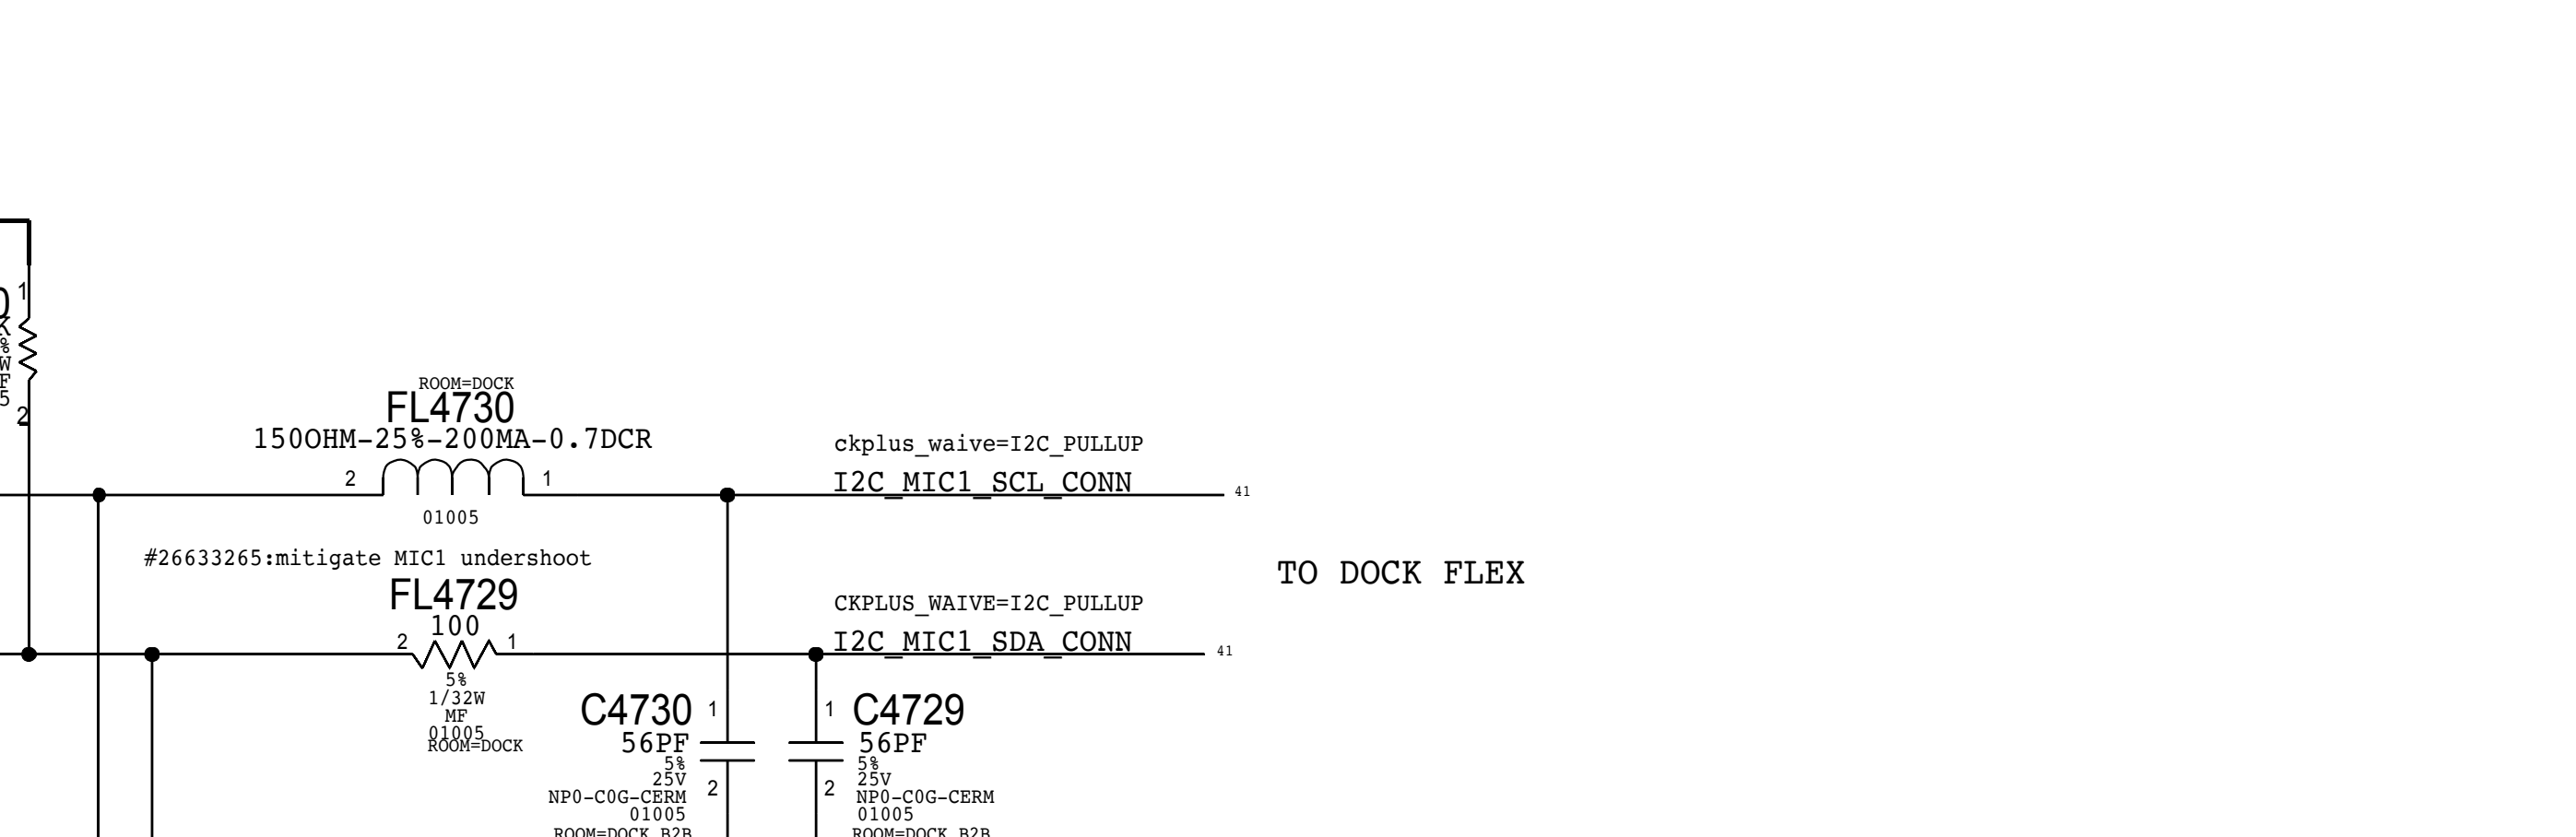 1
K
%
W
F
5
2
ROOM=DOCK
FL4730
150OHM-25%-200MA-0.7DCR
2
1
01005
ckplus_waive=I2C_PULLUP
I2C_MIC1_SCL_CONN
41
#26633265:mitigate MIC1 undershoot
FL4729
100
2
1
5%
1/32W
MF
01005
ROOM=DOCK
TO DOCK FLEX
CKPLUS_WAIVE=I2C_PULLUP
I2C_MIC1_SDA_CONN
41
C4730
1
56PF
5%
25V
2
NP0-C0G-CERM
01005
ROOM=DOCK_B2B
1
C4729
56PF
5%
25V
2
NP0-C0G-CERM
01005
ROOM=DOCK_B2B